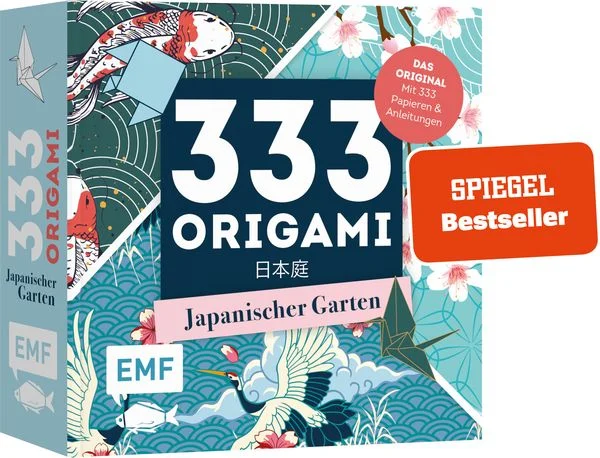 333
ORIGAMI
Japanischer
Garten
EMF
DAS
ORIGINAL
Mit 333
Papieren &
Anleitungen
333
ORIGAMI
日本庭
Japanischer Garten
EMF
SPIEGEL
Bestseller